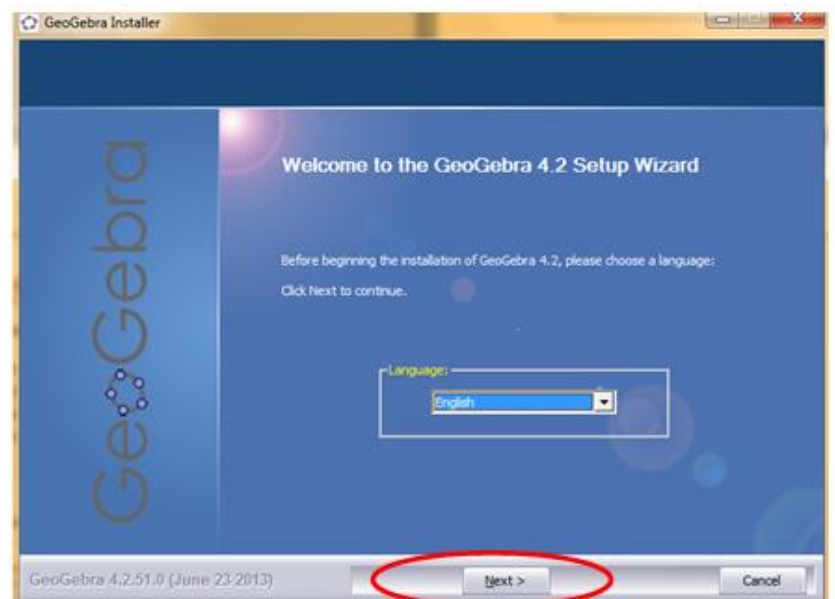 GeoGebra Installer
GeoGebra
Welcome to the GeoGebra 4.2 Setup Wizard
Before beginning the installation of GeoGebra 4.2, please choose a language:
Click Next to continue.
Language:
English
GeoGebra 4.2.51.0 (June 23 2013)
Next >
Cancel